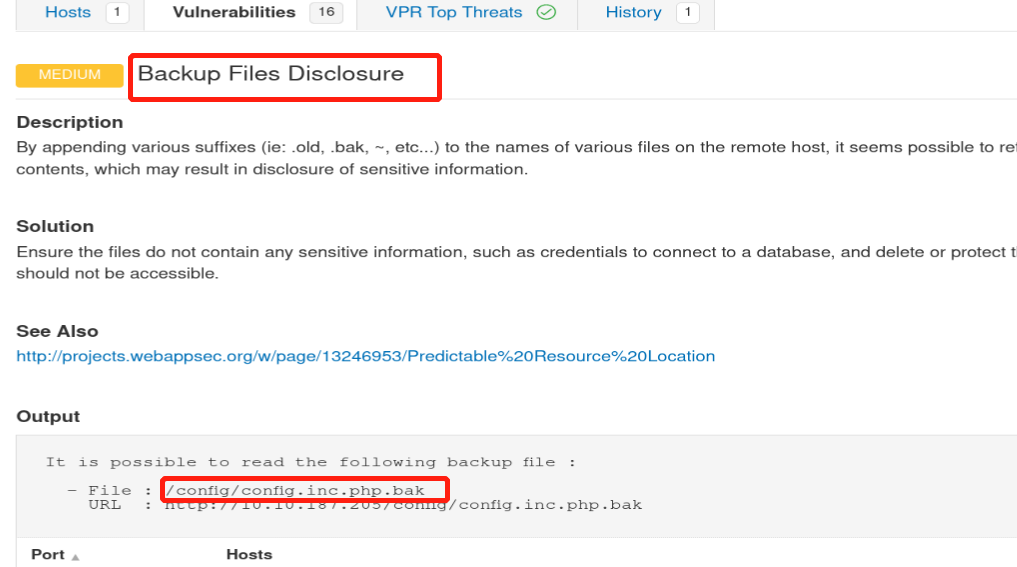 Hosts 1 Vulnerabilities 16 VPR Top Threats History 1
MEDIUM Backup Files Disclosure
Description
By appending various suffixes (ie: .old, .bak, ~, etc...) to the names of various files on the remote host, it seems possible to
contents, which may result in disclosure of sensitive information.
Solution
Ensure the files do not contain any sensitive information, such as credentials to connect to a database, and delete or protect
should not be accessible.
See Also
http://projects.webappsec.org/w/page/13246953/Predictable%20Resource%20Location
Output
It is possible to read the following backup file :
- File : /config/config.inc.php.bak
URL : http://10.10.187.205/config/config.inc.php.bak
Port Hosts